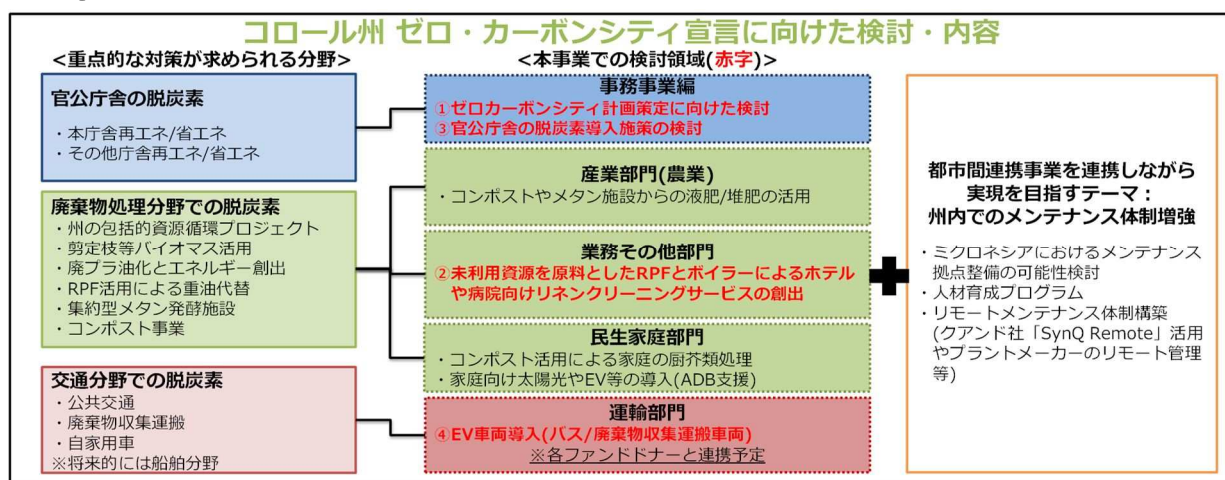 コロール州 ゼロ・カーボンシティ宣言に向けた検討・内容
<重点的な対策が求められる分野>
官公庁舎の脱炭素
・本庁舎再エネ/省エネ
・その他庁舎再エネ/省エネ
廃棄物処理分野での脱炭素
・州の包括的資源循環プロジェクト
・剪定枝等バイオマス活用
・廃プラ油化とエネルギー創出
・RPF活用による重油代替
・集約型メタン発酵施設
・コンポスト事業
交通分野での脱炭素
・公共交通
・廃棄物収集運搬
・自家用車
※将来的には船舶分野
<本事業での検討領域(赤字)>
事務事業編
①ゼロカーボンシティ計画策定に向けた検討
③官公庁舎の脱炭素導入施策の検討
産業部門(農業)
・コンポストやメタン施設からの液肥/堆肥の活用
業務その他部門
②未利用資源を原料としたRPFとボイラーによるホテル
や病院向けリネンクリーニングサービスの創出
民生家庭部門
・コンポスト活用による家庭の厨芥類処理
・家庭向け太陽光やEV等の導入(ADB支援)
運輸部門
④EV車両導入(バス/廃棄物収集運搬車両)
※各ファンドドナーと連携予定
都市間連携事業を連携しながら
実現を目指すテーマ：
州内でのメンテナンス体制増強
・ミクロネシアにおけるメンテナンス
拠点整備の可能性検討
・人材育成プログラム
・リモートメンテナンス体制構築
(クアンド社「SynQ Remote」活用
やプラントメーカーのリモート管理
等)